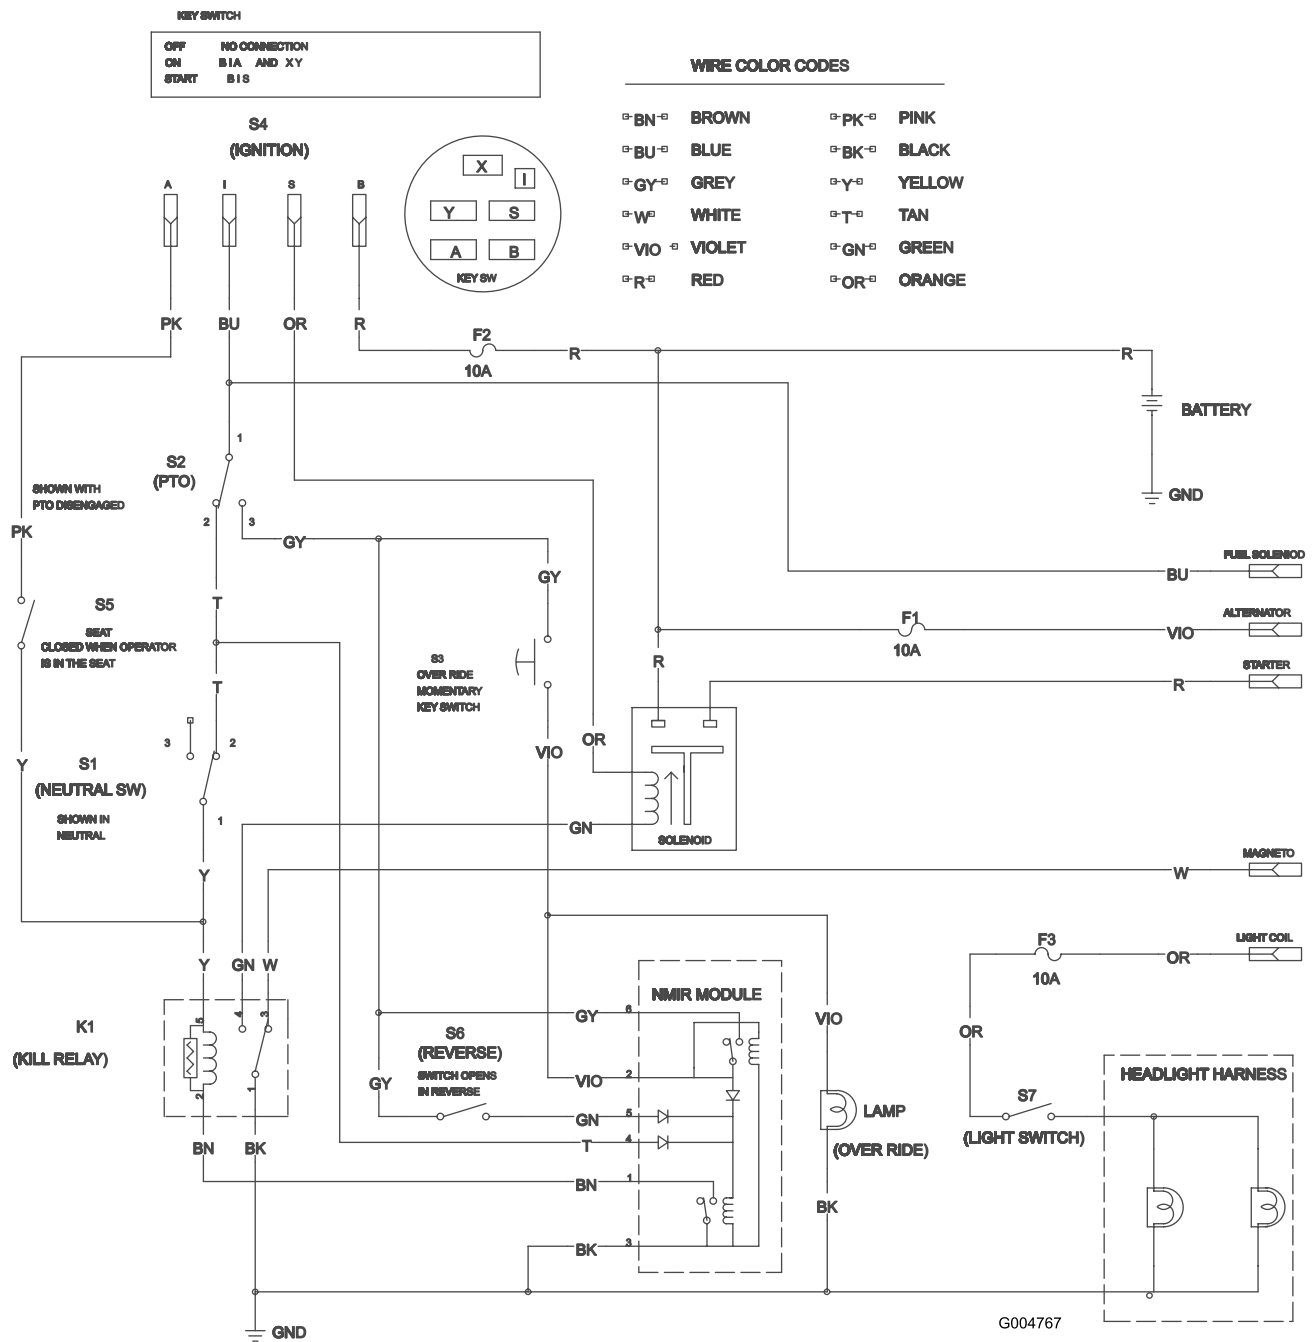 KEY SWITCH
OFF NO CONNECTION
ON B I A AND X Y
START B I S
WIRE COLOR CODES
BN BROWN
PK PINK
BU BLUE
BK BLACK
GY GREY
Y YELLOW
W WHITE
T TAN
VIO VIOLET
GN GREEN
R RED
OR ORANGE
S4
(IGNITION)
A I S B
X
I
Y S
A B
KEY SW
PK BU OR R
F2
10A
R
R
BATTERY
GND
1
S2
(PTO)
SHOWN WITH
PTO DISENGAGED
2 3
PK
GY
GY
FUEL SOLENIOD
BU
T
S5
SEAT
CLOSED WHEN OPERATOR
IS IN THE SEAT
F1
10A
ALTERNATOR
VIO
S3
OVER RIDE
MOMENTARY
KEY SWITCH
R
STARTER
R
T
3 2
Y
S1
(NEUTRAL SW)
SHOWN IN
NEUTRAL
1
VIO
OR
GN
SOLENOID
MAGNETO
W
Y
F3
10A
LIGHT COIL
OR
Y GN W
NMIR MODULE
K1
(KILL RELAY)
5 4 3
2 1
S6
(REVERSE)
SWITCH OPENS
IN REVERSE
GY
GY 6
VIO 2
GN 5
T 4
BN 1
BK 3
VIO
LAMP
(OVER RIDE)
BK
OR
S7
(LIGHT SWITCH)
HEADLIGHT HARNESS
BN BK
GND
G004767